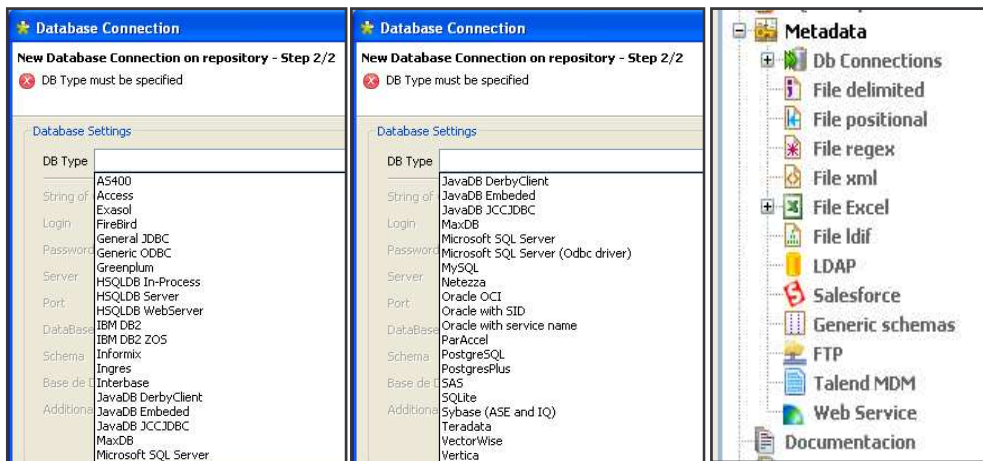 Database Connection
New Database Connection on repository - Step 2/2
DB Type must be specified
Database Settings
DB Type
AS400
String of
Access
Exasol
Login
FireBird
General JDBC
Password
Generic ODBC
Greenplum
Server
HSQLDB In-Process
HSQLDB Server
Port
HSQLDB WebServer
IBM DB2
DataBase
IBM DB2 ZOS
Schema
Informix
Ingres
Base de D
Interbase
JavaDB DerbyClient
Additiona
JavaDB Embeded
JavaDB JCCJDBC
MaxDB
Microsoft SQL Server
Database Connection
New Database Connection on repository - Step 2/2
DB Type must be specified
Database Settings
DB Type
JavaDB DerbyClient
String of
JavaDB Embeded
JavaDB JCCJDBC
Login
MaxDB
Microsoft SQL Server
Password
Microsoft SQL Server (Odbc driver)
MySQL
Server
Netezza
Oracle OCI
Port
Oracle with SID
DataBase
Oracle with service name
ParAccel
Schema
PostgreSQL
PostgresPlus
Base de D
SAS
SQLite
Additiona
Sybase (ASE and IQ)
Teradata
VectorWise
Vertica
Metadata
Db Connections
File delimited
File positional
File regex
File xml
File Excel
File ldif
LDAP
Salesforce
Generic schemas
FTP
Talend MDM
Web Service
Documentacion